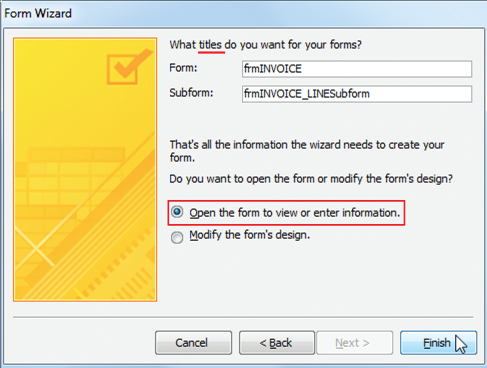 Form Wizard
What titles do you want for your forms?
Form: frmINVOICE
Subform: frmINVOICE_LINESubform
That's all the information the wizard needs to create your
form.
Do you want to open the form or modify the form's design?
Open the form to view or enter information.
Modify the form's design.
Cancel < Back Next > Finish